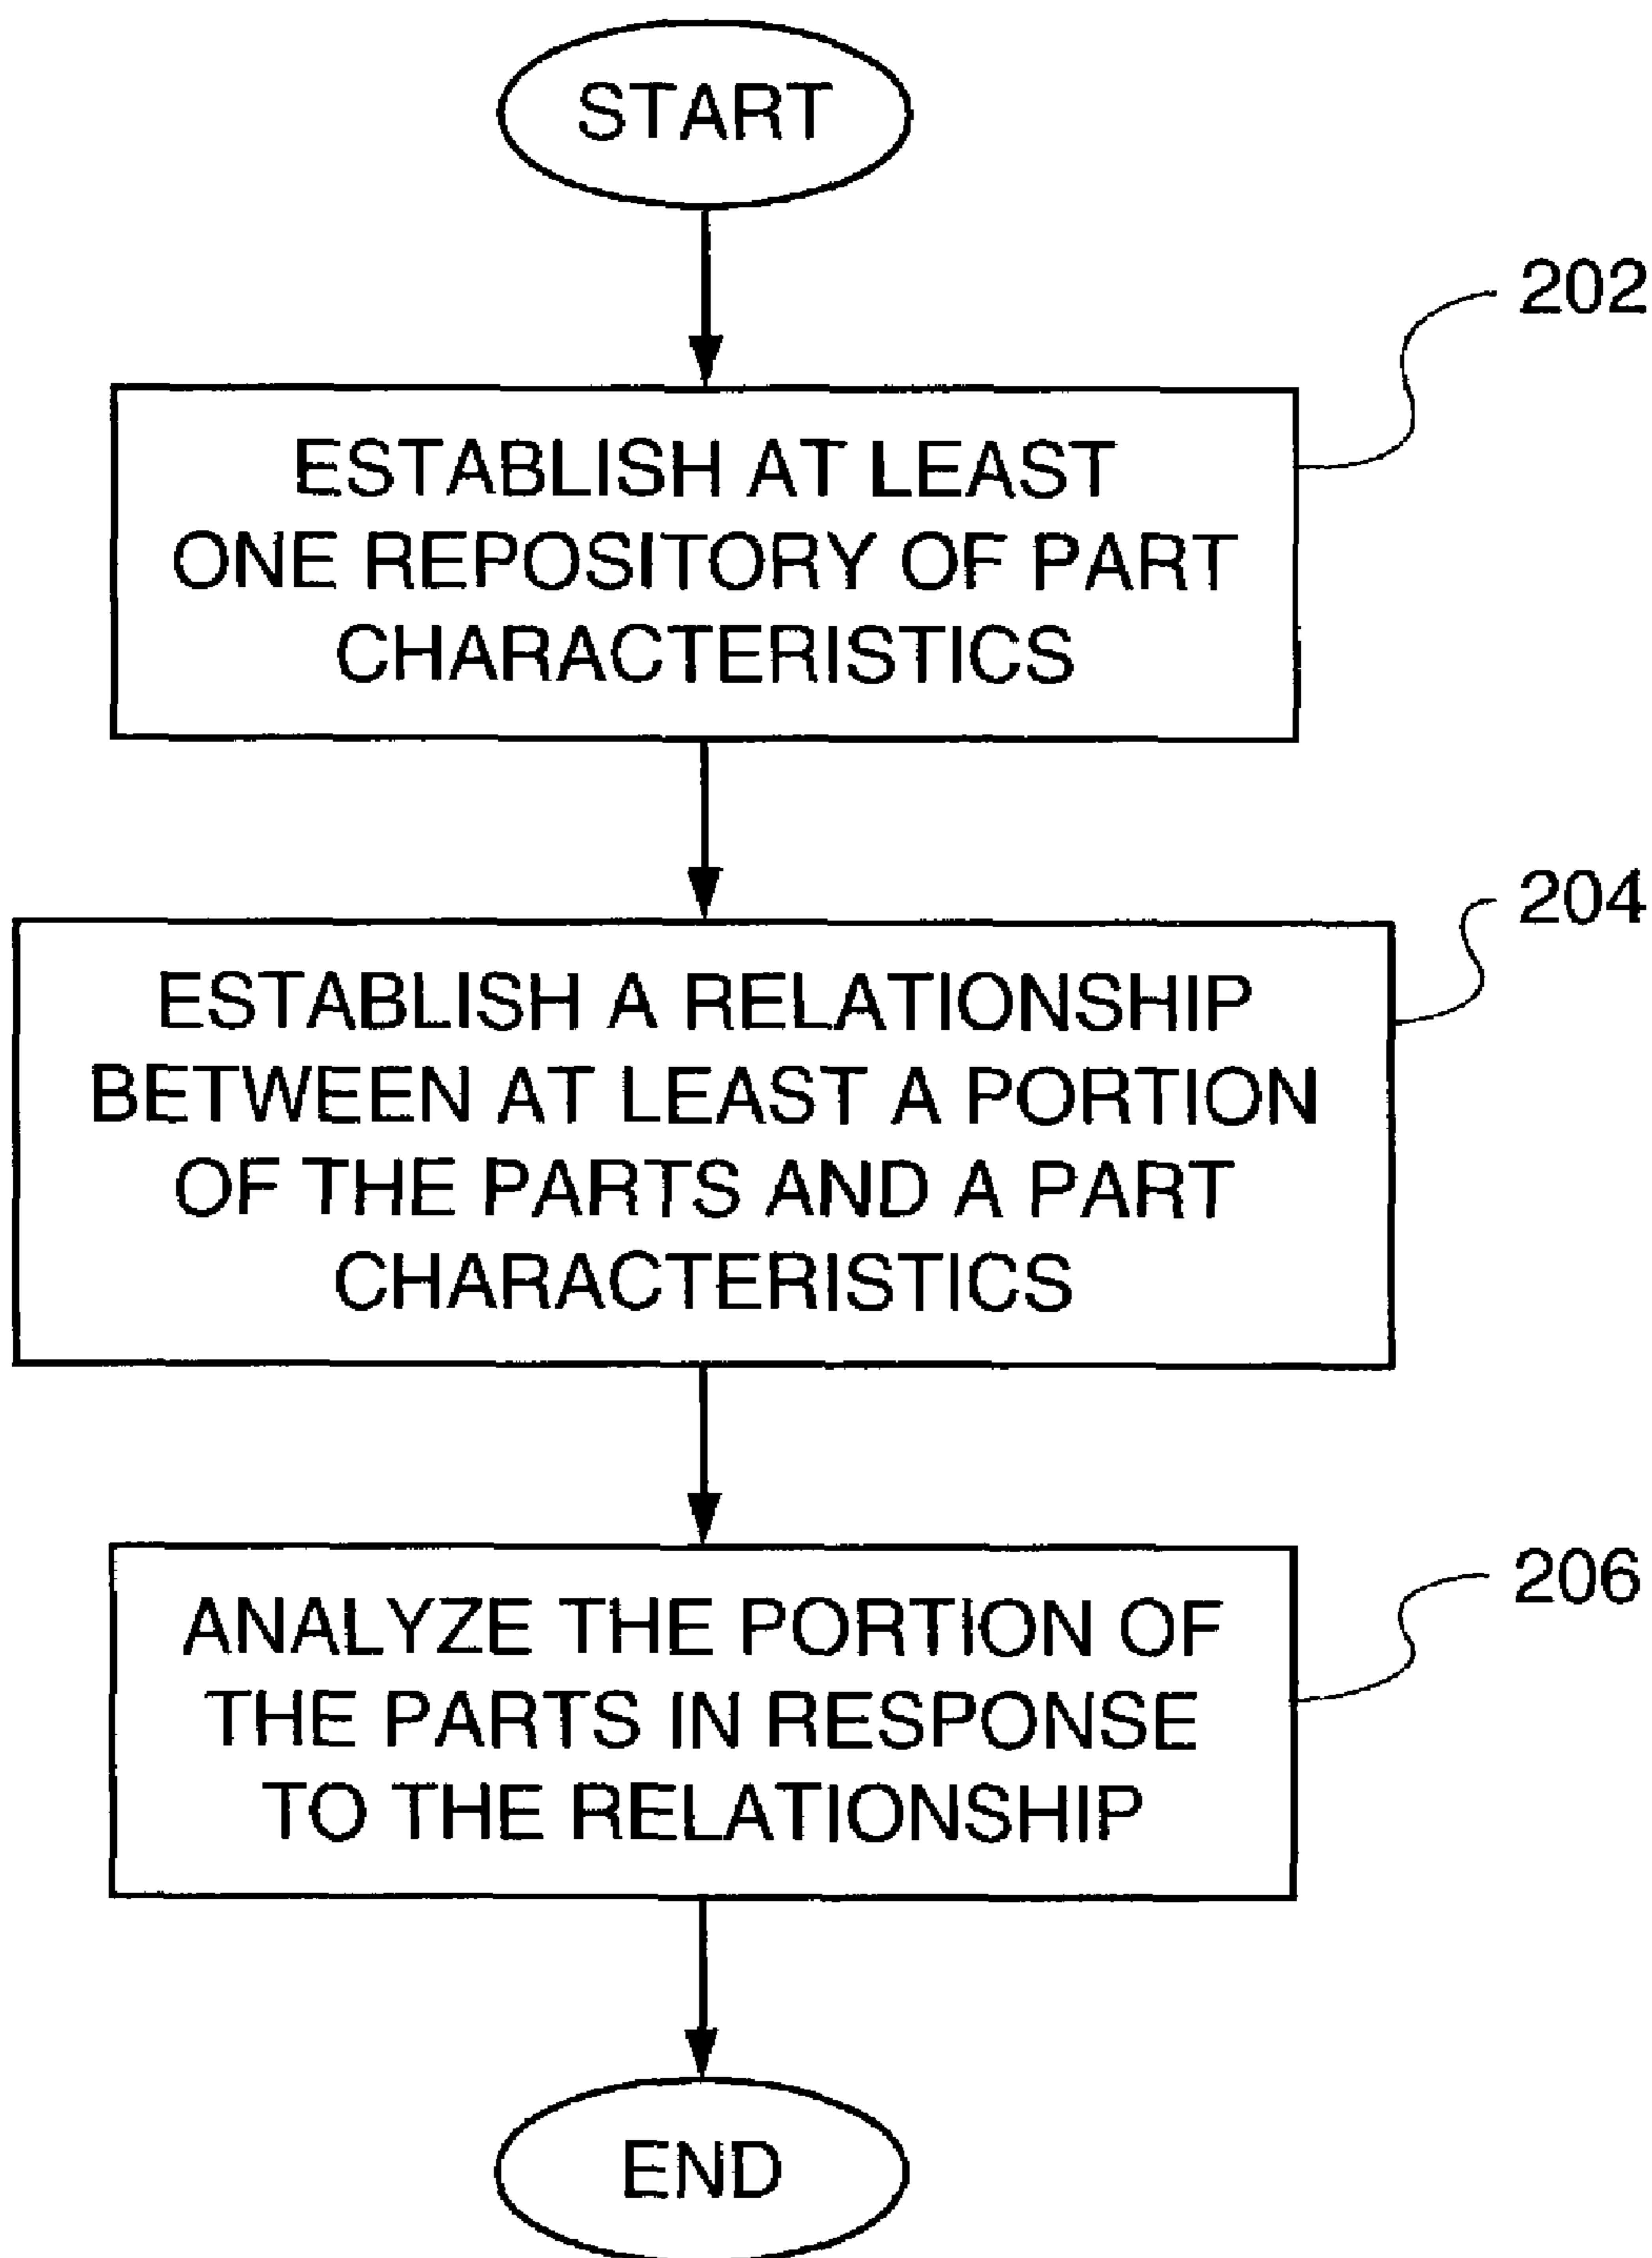 START
202
ESTABLISH AT LEAST
ONE REPOSITORY OF PART
CHARACTERISTICS
204
ESTABLISH A RELATIONSHIP
BETWEEN AT LEAST A PORTION
OF THE PARTS AND A PART
CHARACTERISTICS
206
ANALYZE THE PORTION OF
THE PARTS IN RESPONSE
TO THE RELATIONSHIP
END